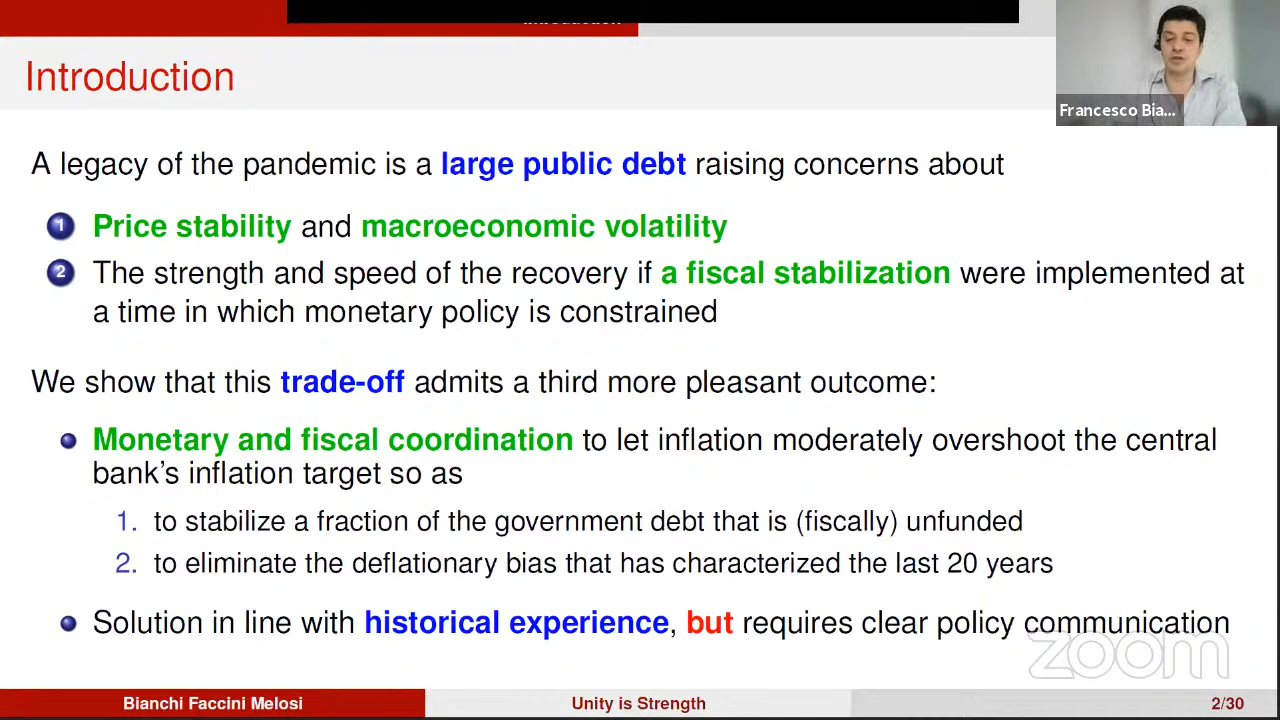 Introduction
Francesco Bia...
A legacy of the pandemic is a large public debt raising concerns about
1 Price stability and macroeconomic volatility
2 The strength and speed of the recovery if a fiscal stabilization were implemented at
a time in which monetary policy is constrained
We show that this trade-off admits a third more pleasant outcome:
Monetary and fiscal coordination to let inflation moderately overshoot the central
bank's inflation target so as
1. to stabilize a fraction of the government debt that is (fiscally) unfunded
2. to eliminate the deflationary bias that has characterized the last 20 years
Solution in line with historical experience, but requires clear policy communication
zoom
Bianchi Faccini Melosi Unity is Strength 2/30